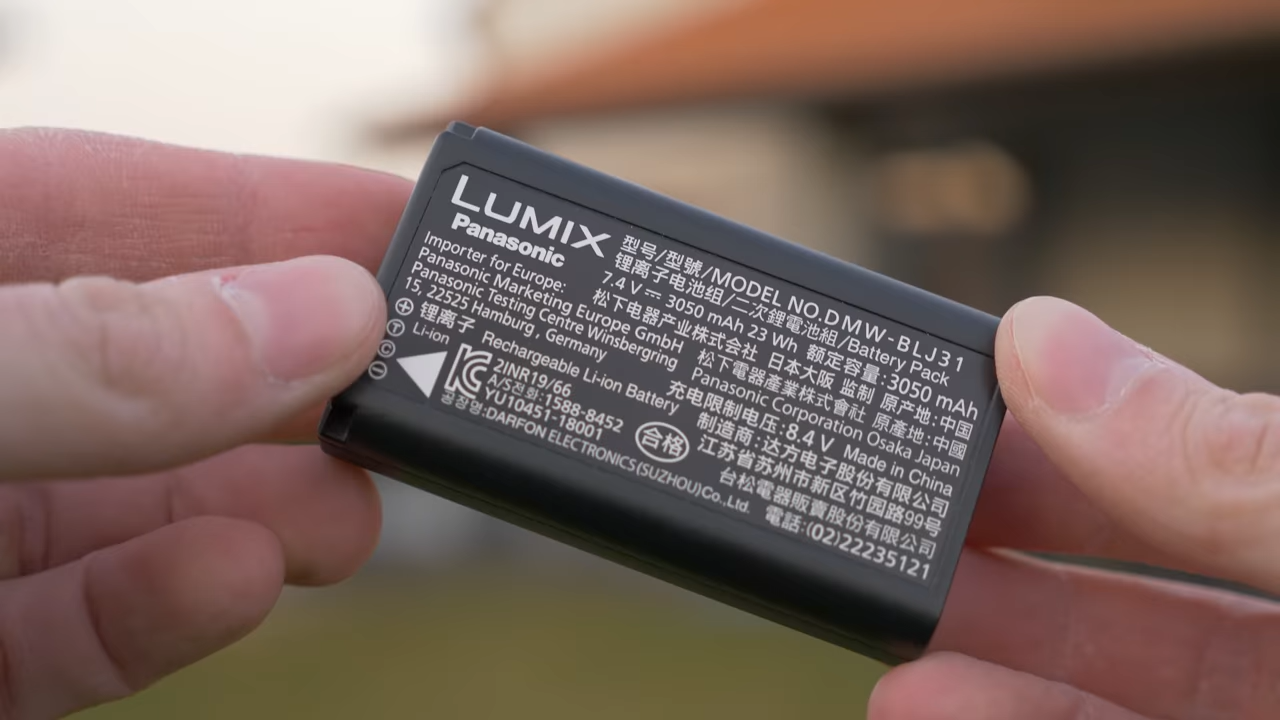 LUMIX
Panasonic
型号/型號/MODEL NO.DMW-BLJ31
锂离子电池组/二次鋰電池組/Battery Pack
7.4 V ⎓ 3050 mAh 23 Wh 额定容量:3050 mAh
松下电器产业株式会社 日本大阪 监制 原产地:中国
松下電器產業株式會社 原產地:中國
Panasonic Corporation Osaka Japan
充电限制电压:8.4 V Made in China
制造商:达方电子股份有限公司
江苏省苏州市新区竹园路99号
台松電器販賣股份有限公司
電話:(02)22235121
Importer for Europe:
Panasonic Marketing Europe GmbH
Panasonic Testing Centre Winsbergring
15, 22525 Hamburg, Germany
锂离子
Li-ion
Rechargeable Li-ion Battery
2INR19/66
A/S전화:1588-8452
YU10451-18001
공장명:DARFON ELECTRONICS(SUZHOU)Co.,Ltd.
合格
+
T
C
−